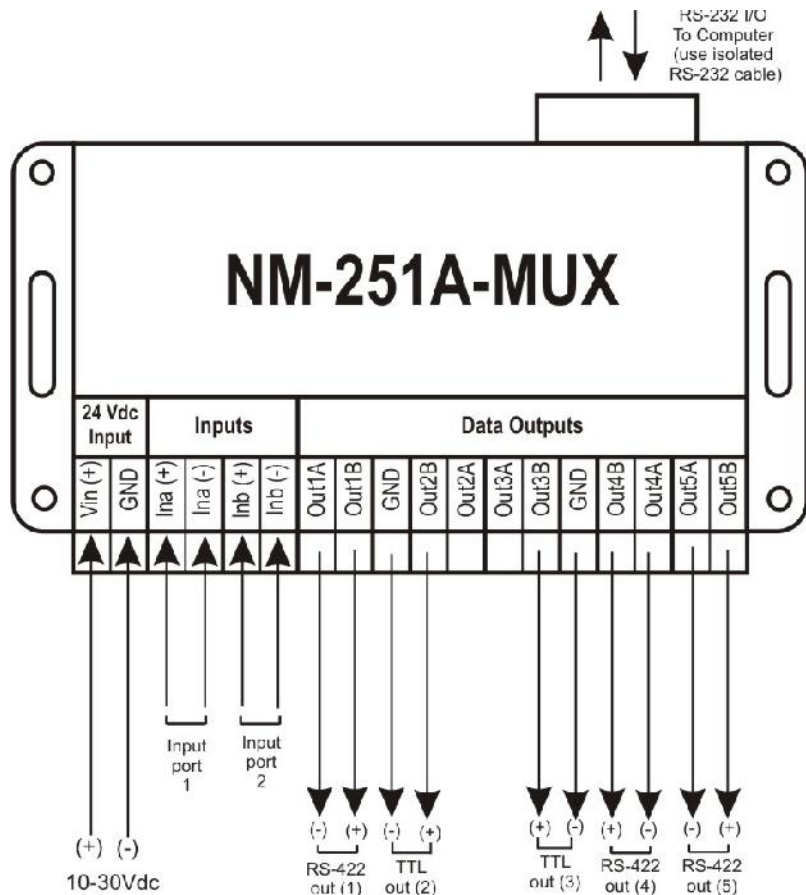 RS-232 I/O
To Computer
(use isolated
RS-232 cable)
NM-251A-MUX
24 Vdc
Input
Inputs
Data Outputs
Vin (+)
GND
Ina (+)
Ina (-)
Inb (+)
Inb (-)
Out1A
Out1B
GND
Out2B
Out2A
Out3A
Out3B
GND
Out4B
Out4A
Out5A
Out5B
Input
port
1
Input
port
2
(+) (-)
10-30Vdc
(-) (+)
RS-422
out (1)
(-) (+)
TTL
out (2)
(+) (-)
TTL
out (3)
(+) (-)
RS-422
out (4)
(-) (+)
RS-422
out (5)